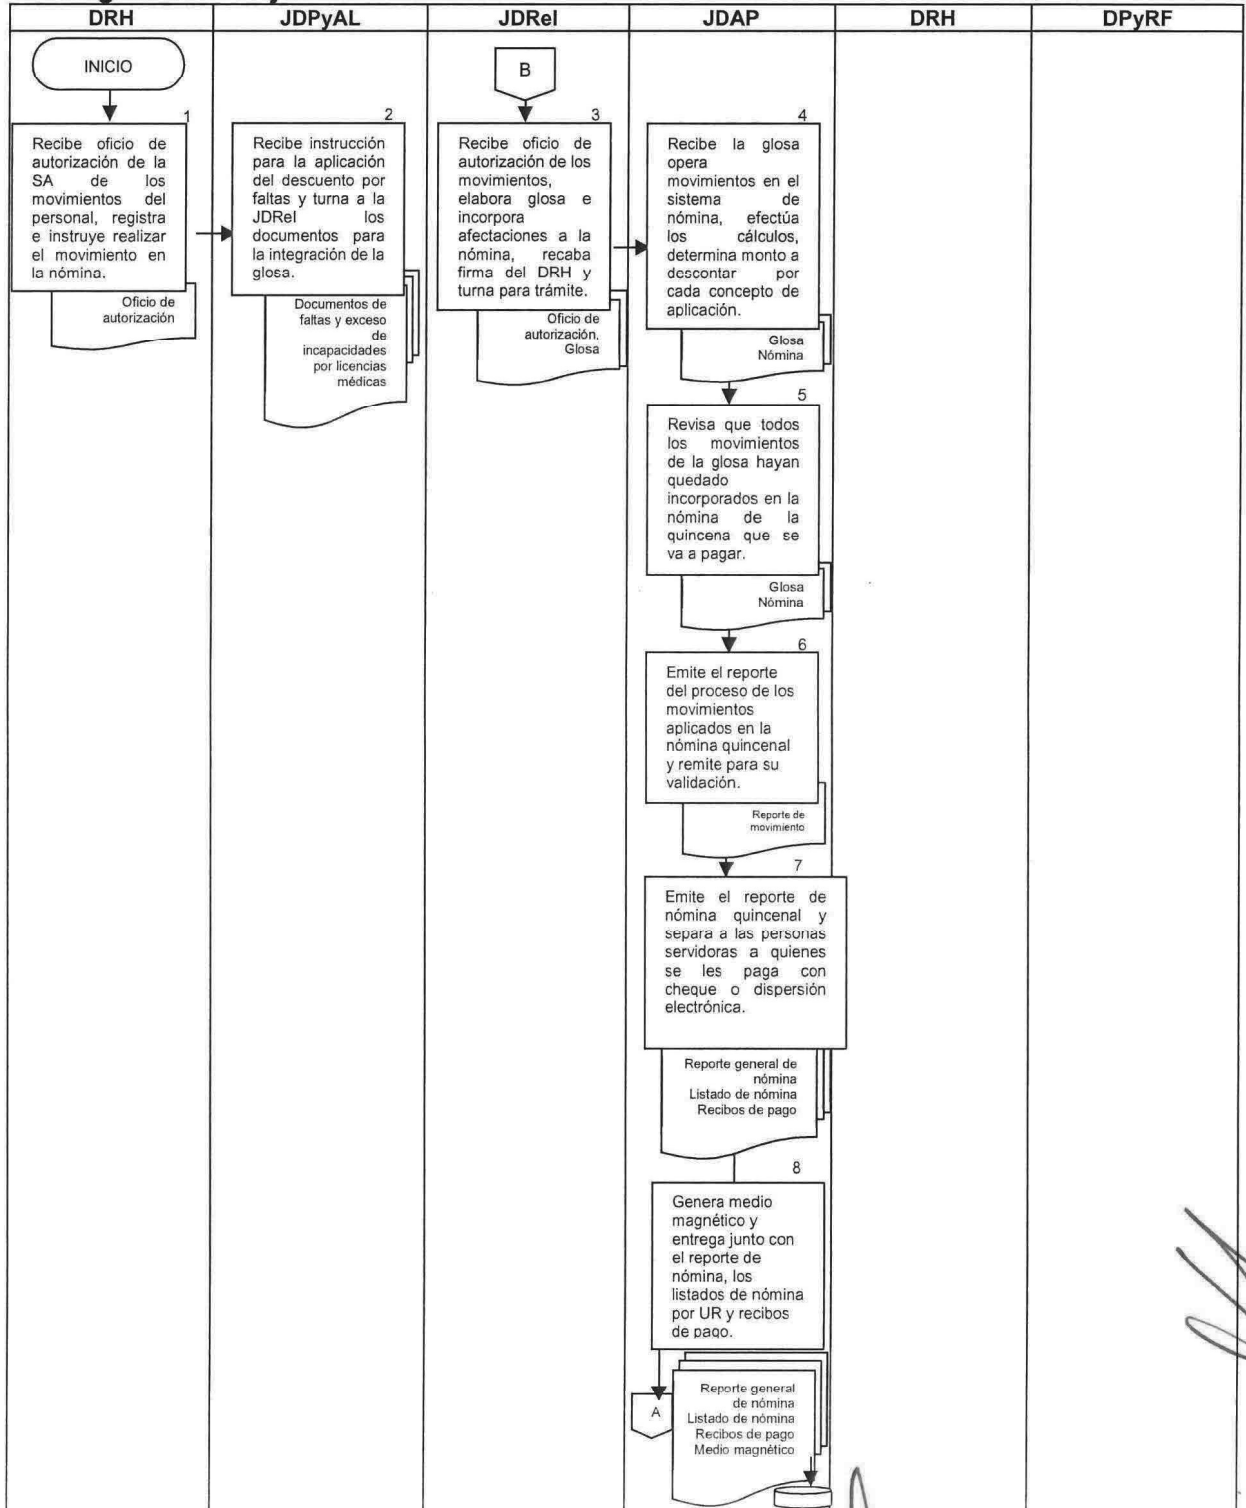 DRH
JDPyAL
JDRel
JDAP
DRH
DPyRF
INICIO
1
Recibe oficio de
autorización de la
SA de los
movimientos del
personal, registra
e instruye realizar
el movimiento en
la nómina.
Oficio de
autorización
2
Recibe instrucción
para la aplicación
del descuento por
faltas y turna a la
JDRel los
documentos para
la integración de la
glosa.
Documentos de
faltas y exceso
de
incapacidades
por licencias
médicas
B
3
Recibe oficio de
autorización de los
movimientos,
elabora glosa e
incorpora
afectaciones a la
nómina, recaba
firma del DRH y
turna para trámite.
Oficio de
autorización,
Glosa
4
Recibe la glosa
opera
movimientos en el
sistema de
nómina, efectúa
los cálculos,
determina monto a
descontar por
cada concepto de
aplicación.
Glosa
Nómina
5
Revisa que todos
los movimientos
de la glosa hayan
quedado
incorporados en la
nómina de la
quincena que se
va a pagar.
Glosa
Nómina
6
Emite el reporte
del proceso de los
movimientos
aplicados en la
nómina quincenal
y remite para su
validación.
Reporte de
movimiento
7
Emite el reporte de
nómina quincenal y
separa a las personas
servidoras a quienes
se les paga con
cheque o dispersión
electrónica.
Reporte general de
nómina
Listado de nómina
Recibos de pago
8
Genera medio
magnético y
entrega junto con
el reporte de
nómina, los
listados de nómina
por UR y recibos
de pago.
A
Reporte general
de nómina
Listado de nómina
Recibos de pago
Medio magnético